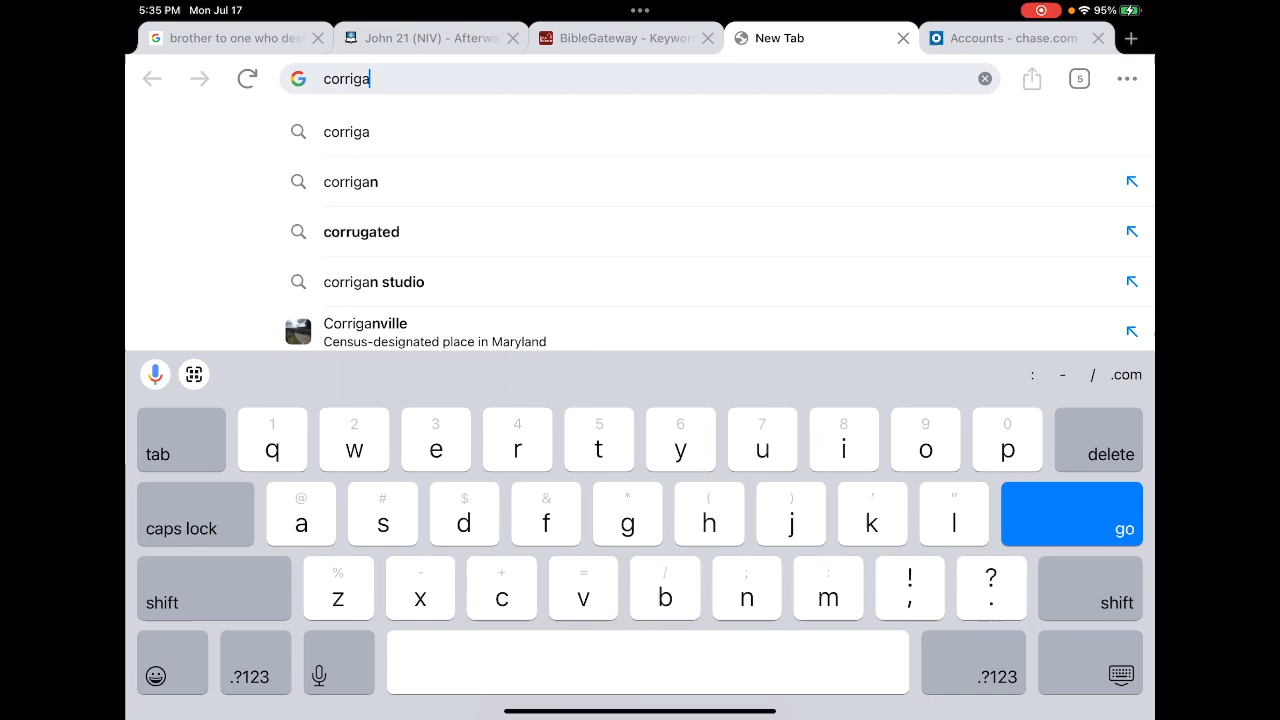 5:35 PM Mon Jul 17
95%
brother to one who des
John 21 (NIV) - Afterwa
BibleGateway - Keywor
New Tab
Accounts - chase.com
corriga
5
corriga
corrigan
corrugated
corrigan studio
Corriganville
Census-designated place in Maryland
: - / .com
1 2 3 4 5 6 7 8 9 0
tab q w e r t y u i o p delete
@ # $ & * ( ) ' "
caps lock a s d f g h j k l go
% - + = / ; : ! ?
shift z x c v b n m , . shift
.?123 .?123